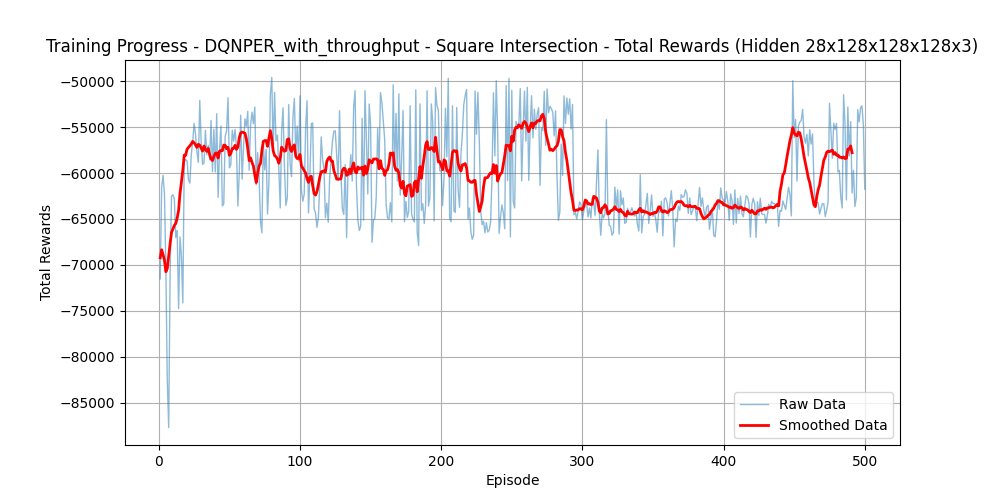 Training Progress - DQNPER_with_throughput - Square Intersection - Total Rewards (Hidden 28x128x128x128x3)
−50000
−55000
−60000
−65000
−70000
−75000
−80000
−85000
Total Rewards
0 100 200 300 400 500
Episode
Raw Data
Smoothed Data